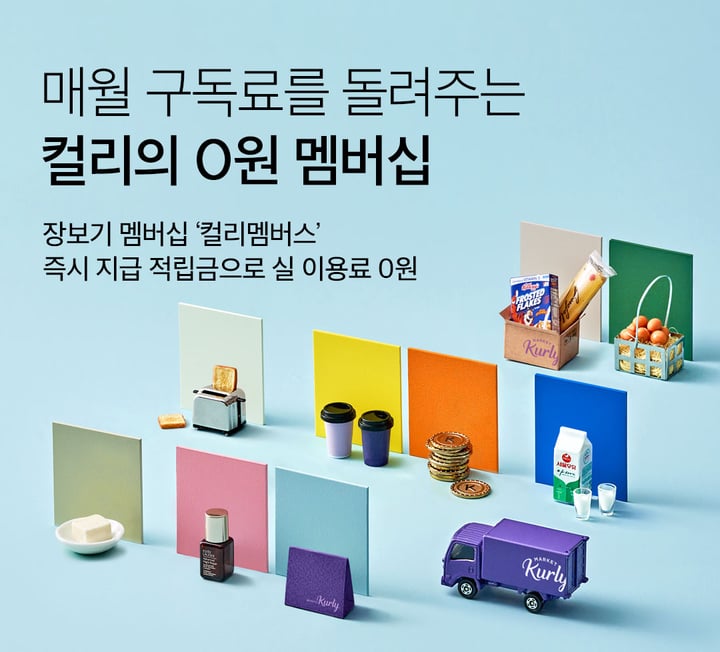 매월 구독료를 돌려주는
컬리의 0원 멤버십
장보기 멤버십 ‘컬리멤버스’
즉시 지급 적립금으로 실 이용료 0원
Kellogg's
FROSTED
FLAKES
MARKET
Kurly
K
K
서울우유
Kurly
MARKET
Kurly